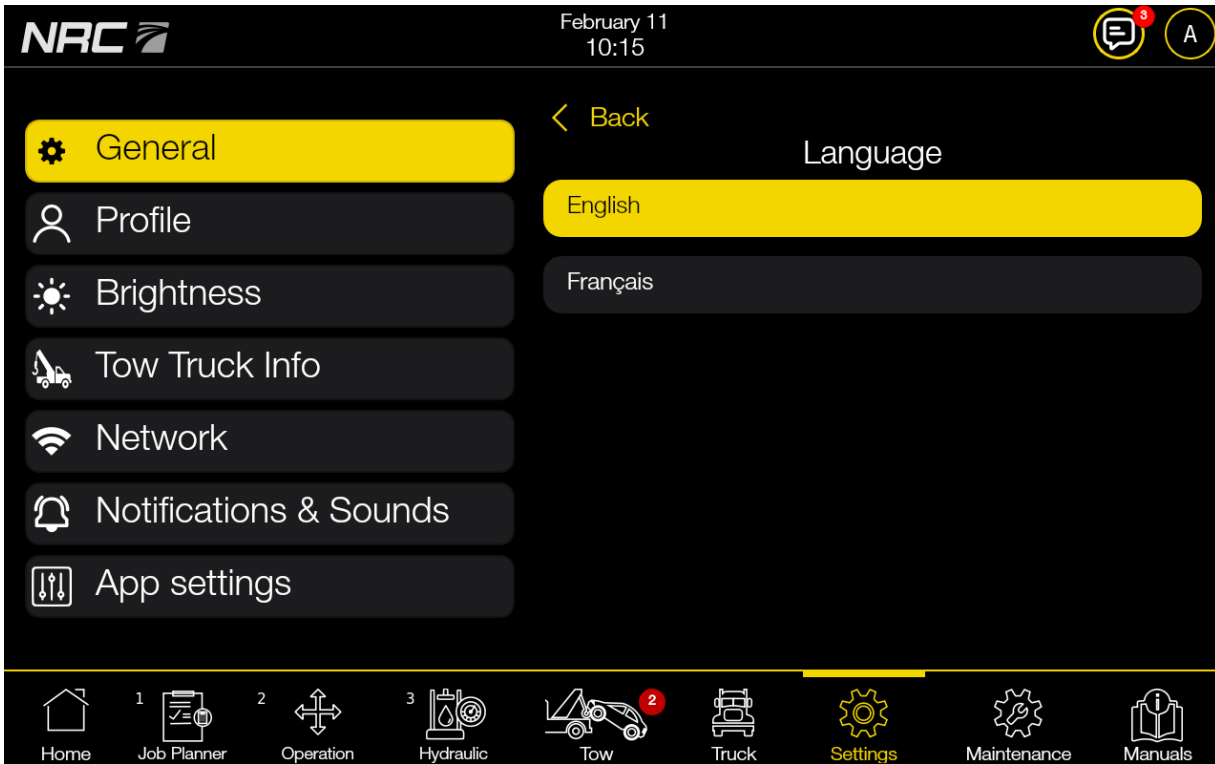 NRC
February 11
10:15
3
A
General
Profile
Brightness
Tow Truck Info
Network
Notifications & Sounds
App settings
Back
Language
English
Français
Home
1
Job Planner
2
Operation
3
Hydraulic
2
Tow
Truck
Settings
Maintenance
Manuals